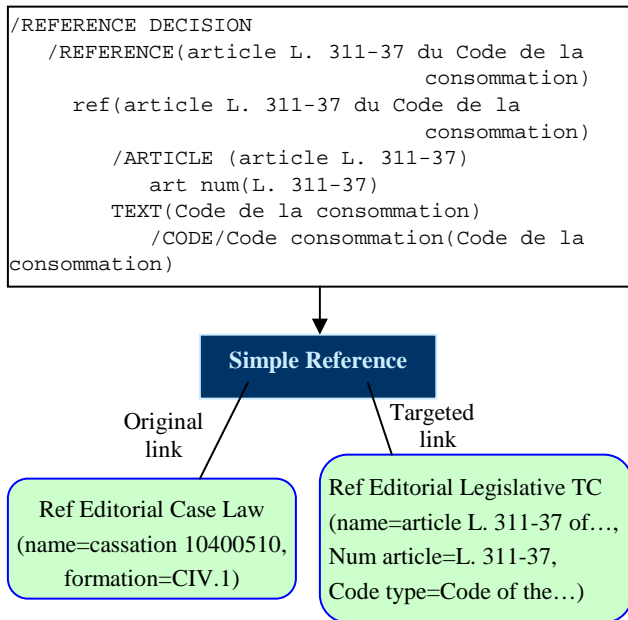 /REFERENCE DECISION
/REFERENCE(article L. 311-37 du Code de la
consommation)
ref(article L. 311-37 du Code de la
consommation)
/ARTICLE (article L. 311-37)
art num(L. 311-37)
TEXT(Code de la consommation)
/CODE/Code consommation(Code de la
consommation)
Simple Reference
Original
link
Targeted
link
Ref Editorial Case Law
(name=cassation 10400510,
formation=CIV.1)
Ref Editorial Legislative TC
(name=article L. 311-37 of…,
Num article=L. 311-37,
Code type=Code of the…)